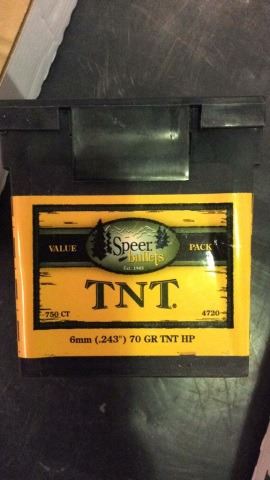 Speer
bullets
Est. 1943
VALUE PACK
TNT.
750 CT 4720
6mm (.243") 70 GR TNT HP